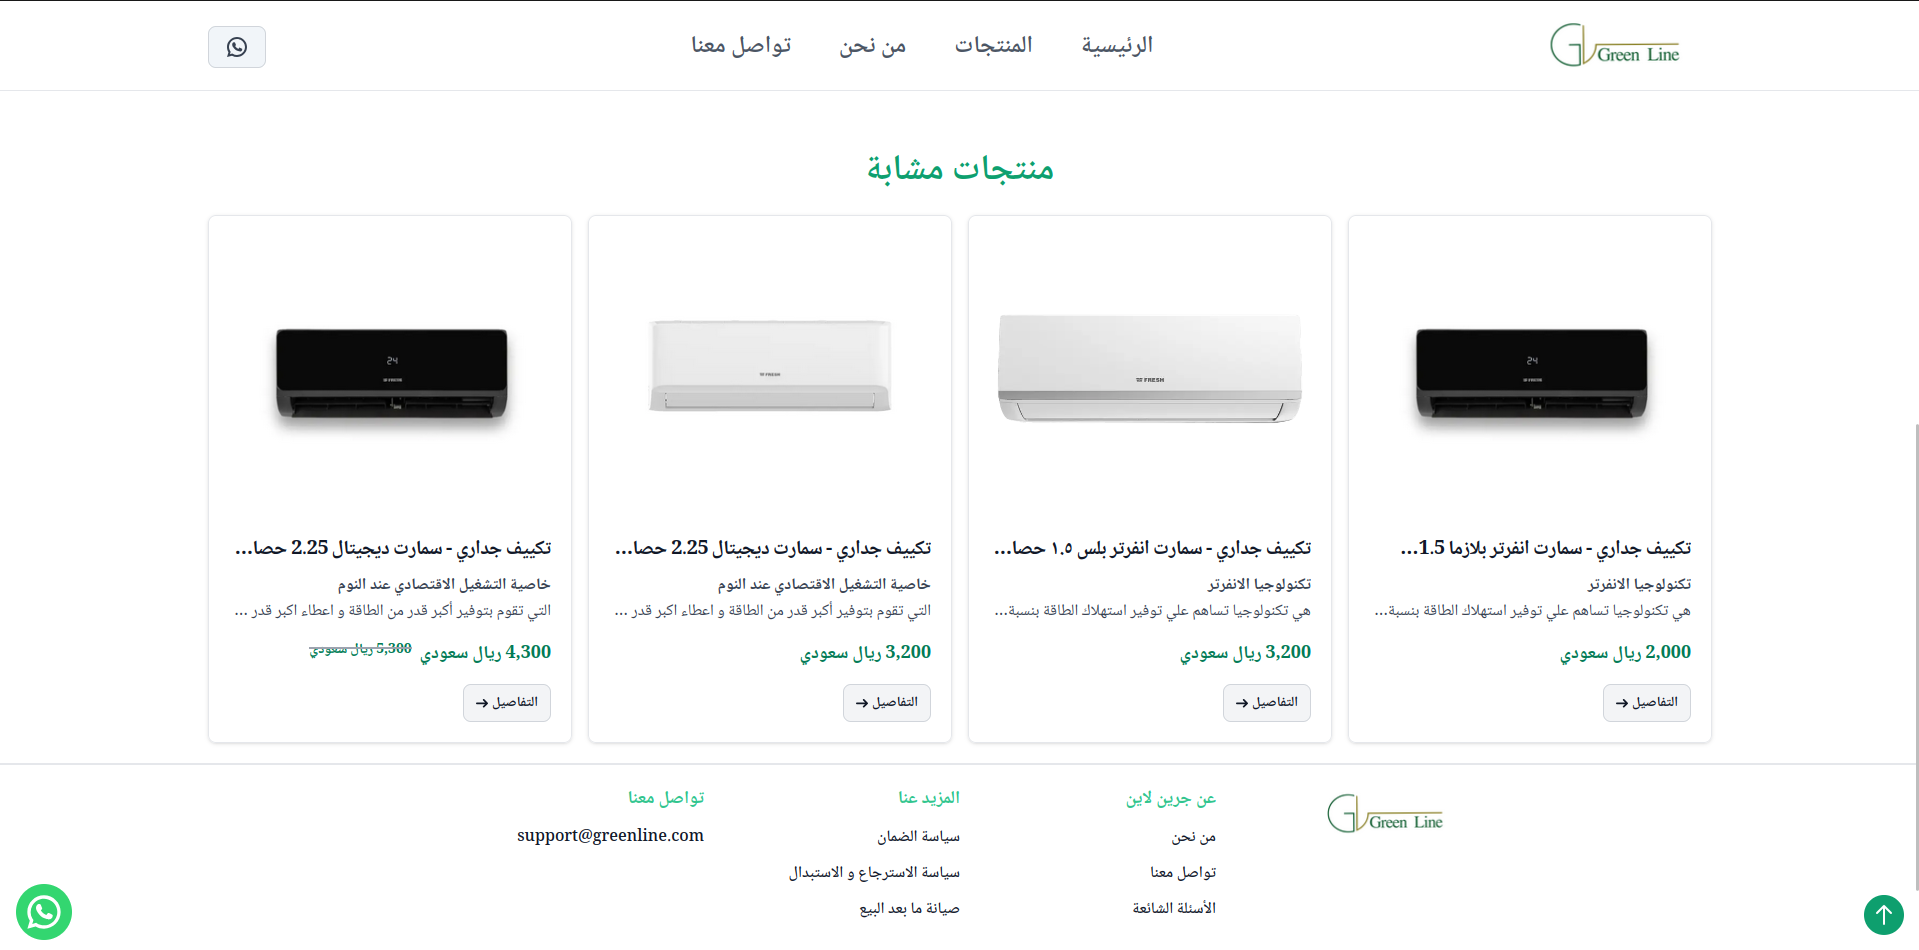 Green Line
الرئيسية
المنتجات
من نحن
تواصل معنا
منتجات مشابة
24
تكييف جداري - سمارت انفرتر بلازما 1.5...
تكنولوجيا الانفرتر
هي تكنولوجيا تساهم علي توفير استهلاك الطاقة بنسبة...
2,000 ريال سعودي
التفاصيل
FRESH
تكييف جداري - سمارت انفرتر بلس ١.٥ حصا...
تكنولوجيا الانفرتر
هي تكنولوجيا تساهم علي توفير استهلاك الطاقة بنسبة...
3,200 ريال سعودي
التفاصيل
FRESH
تكييف جداري - سمارت ديجيتال 2.25 حصا...
خاصية التشغيل الاقتصادي عند النوم
التي تقوم بتوفير أكبر قدر من الطاقة و اعطاء اكبر قدر ...
3,200 ريال سعودي
التفاصيل
24
تكييف جداري - سمارت ديجيتال 2.25 حصا...
خاصية التشغيل الاقتصادي عند النوم
التي تقوم بتوفير أكبر قدر من الطاقة و اعطاء اكبر قدر ...
4,300 ريال سعودي 5,300 ريال سعودي
التفاصيل
Green Line
عن جرين لاين
من نحن
تواصل معنا
الأسئلة الشائعة
المزيد عنا
سياسة الضمان
سياسة الاسترجاع و الاستبدال
صيانة ما بعد البيع
تواصل معنا
support@greenline.com